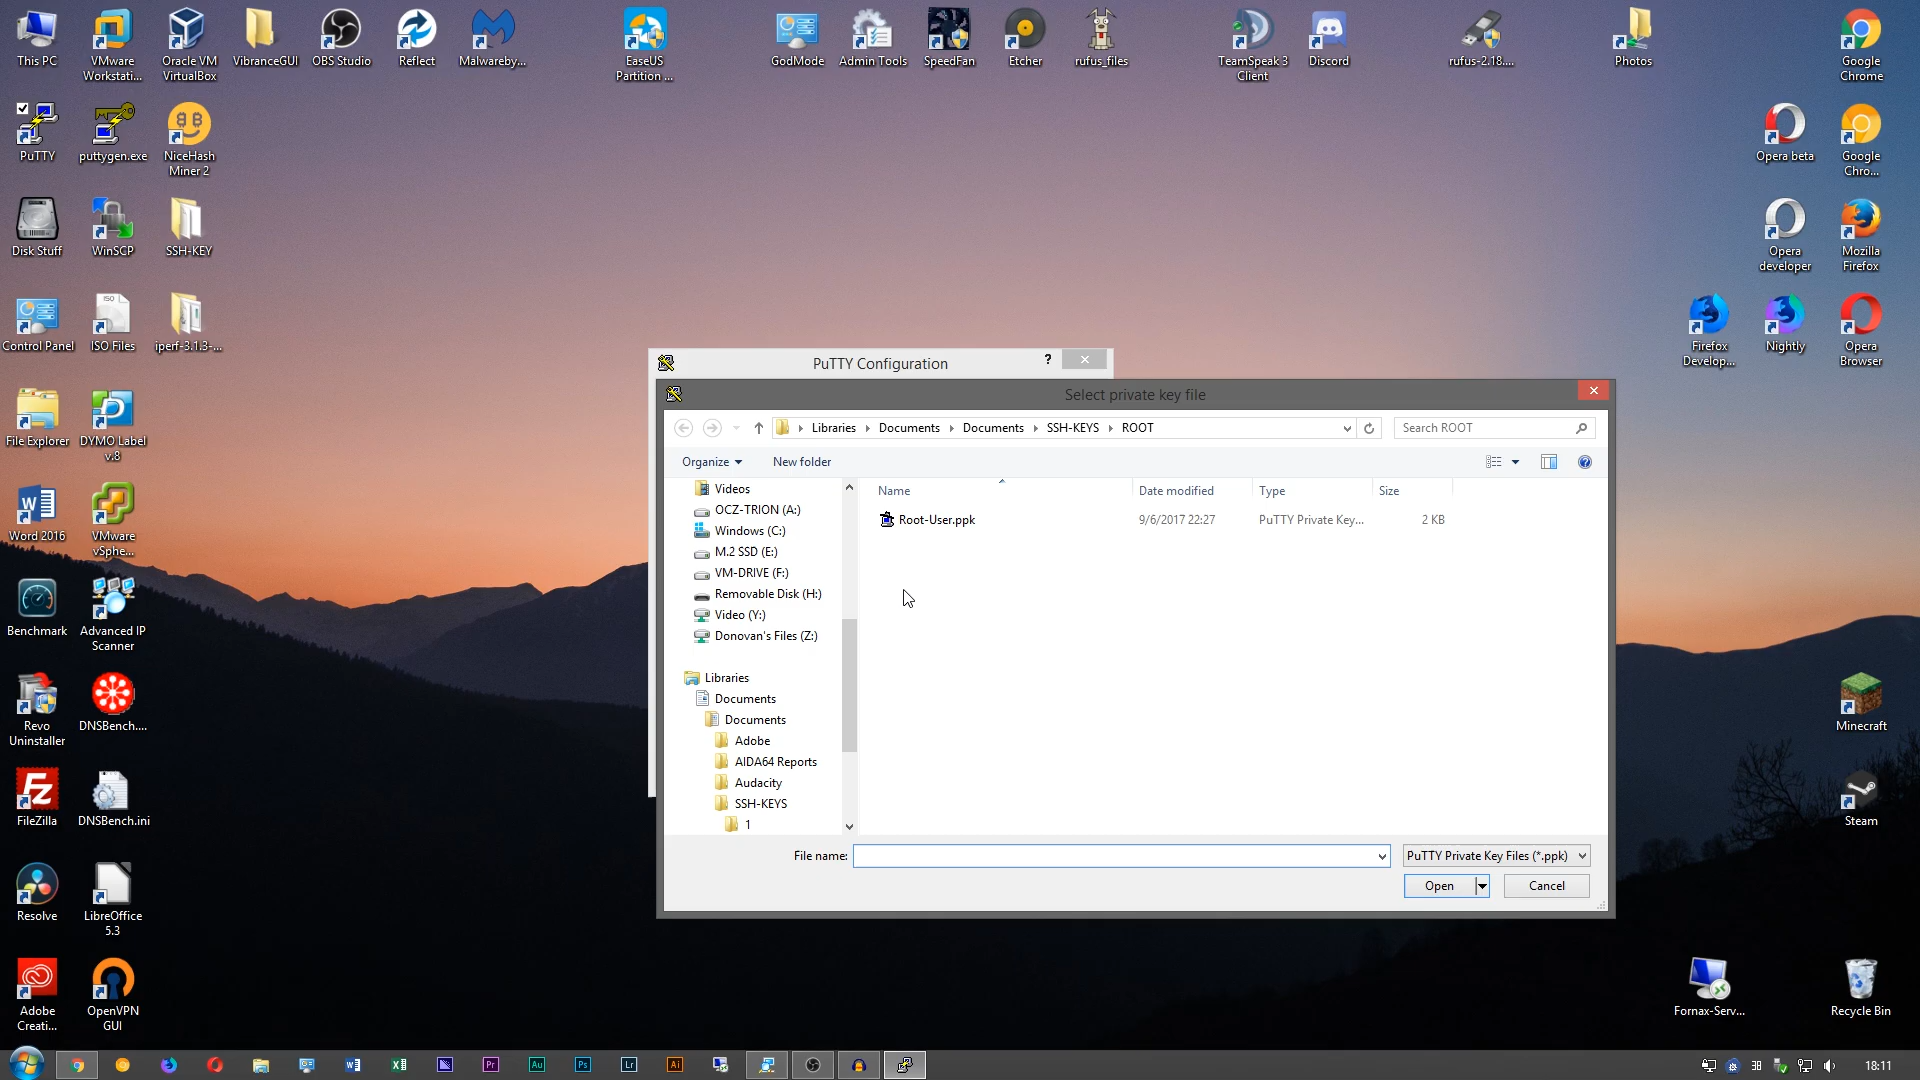 This PC
VMware
Workstati...
Oracle VM
VirtualBox
VibranceGUI
OBS Studio
Reflect
Malwareby...
EaseUS
Partition ...
GodMode
Admin Tools
SpeedFan
Etcher
rufus_files
TeamSpeak 3
Client
Discord
rufus-2.18....
Photos
Google
Chrome
PuTTY
puttygen.exe
NiceHash
Miner 2
Opera beta
Google
Chro...
Disk Stuff
WinSCP
SSH-KEY
Opera
developer
Mozilla
Firefox
Control Panel
ISO
ISO Files
iperf-3.1.3-...
Firefox
Develop...
Nightly
Opera
Browser
File Explorer
DYMO Label
v.8
Word 2016
VMware
vSphe...
Benchmark
Advanced IP
Scanner
Revo
Uninstaller
DNSBench....
Minecraft
FileZilla
DNSBench.ini
Steam
Resolve
LibreOffice
5.3
Adobe
Creati...
OpenVPN
GUI
Fornax-Serv...
Recycle Bin
PuTTY Configuration
?
Select private key file
Libraries
Documents
Documents
SSH-KEYS
ROOT
Search ROOT
Organize
New folder
Name
Date modified
Type
Size
Root-User.ppk
9/6/2017 22:27
PuTTY Private Key...
2 KB
Videos
OCZ-TRION (A:)
Windows (C:)
M.2 SSD (E:)
VM-DRIVE (F:)
Removable Disk (H:)
Video (Y:)
Donovan's Files (Z:)
Libraries
Documents
Documents
Adobe
AIDA64 Reports
Audacity
SSH-KEYS
1
File name:
PuTTY Private Key Files (*.ppk)
Open
Cancel
Pr
Au
Ps
Lr
Ai
38
18:11